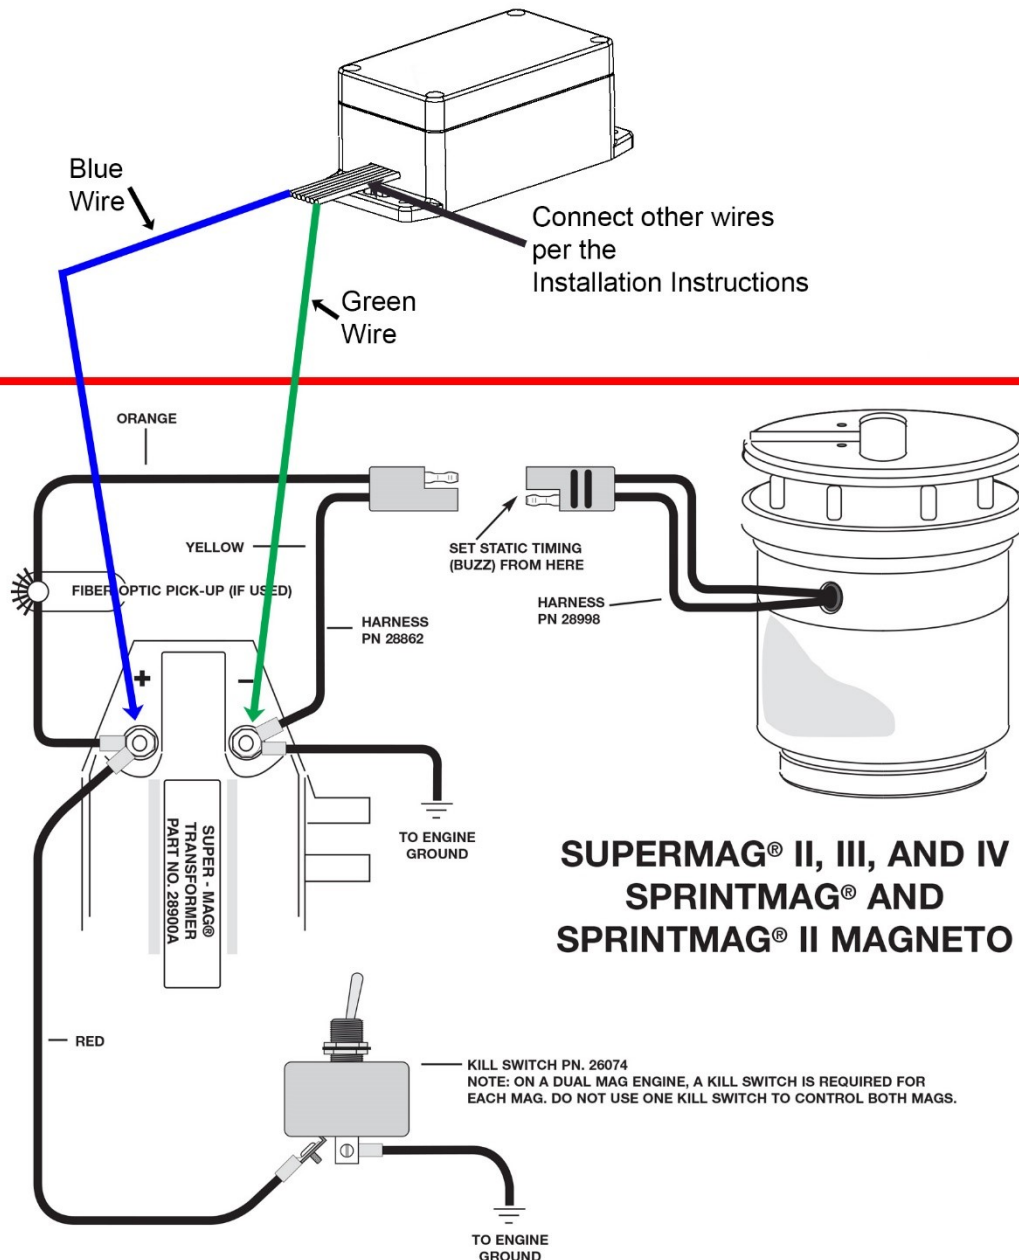 Blue
Wire
Connect other wires
per the
Installation Instructions
Green
Wire
ORANGE
YELLOW
SET STATIC TIMING
(BUZZ) FROM HERE
FIBER OPTIC PICK-UP (IF USED)
HARNESS
PN 28862
HARNESS
PN 28998
+
−
TO ENGINE
GROUND
SUPER - MAG®
TRANSFORMER
PART NO. 28900A
SUPERMAG® II, III, AND IV
SPRINTMAG® AND
SPRINTMAG® II MAGNETO
RED
KILL SWITCH PN. 26074
NOTE: ON A DUAL MAG ENGINE, A KILL SWITCH IS REQUIRED FOR
EACH MAG. DO NOT USE ONE KILL SWITCH TO CONTROL BOTH MAGS.
TO ENGINE
GROUND